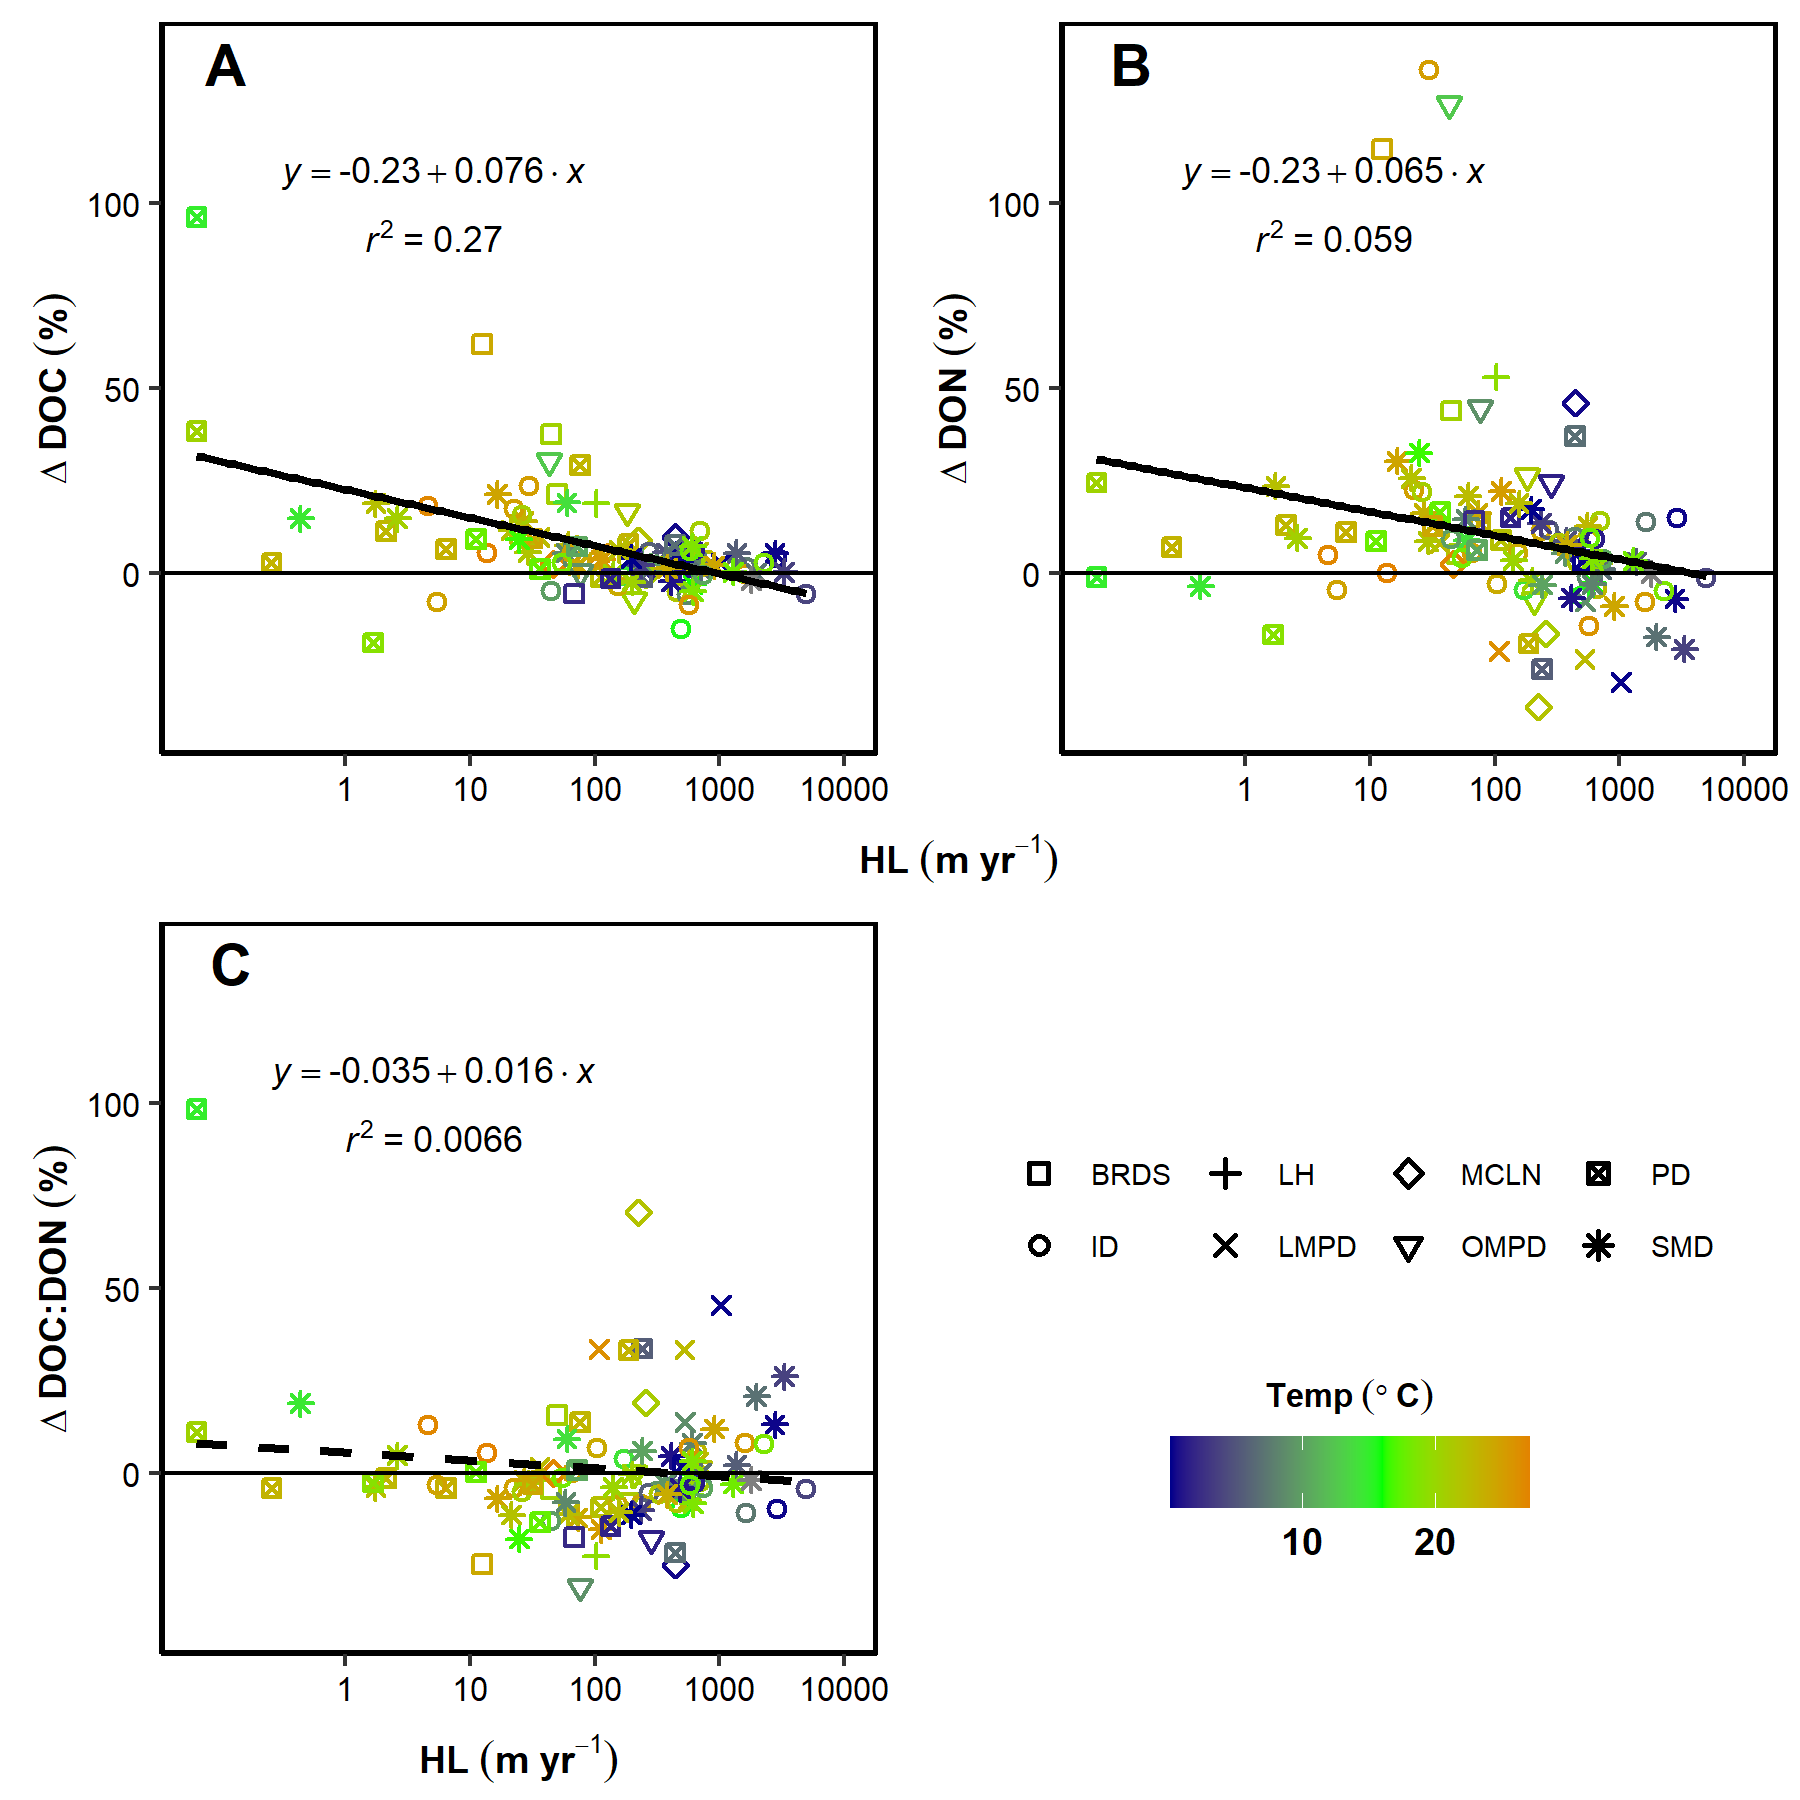 A
y = -0.23 + 0.076 · x
r² = 0.27
Δ DOC (%)
100
50
0
1 10 100 1000 10000
B
y = -0.23 + 0.065 · x
r² = 0.059
Δ DON (%)
100
50
0
1 10 100 1000 10000
HL (m yr⁻¹)
C
y = -0.035 + 0.016 · x
r² = 0.0066
Δ DOC:DON (%)
100
50
0
1 10 100 1000 10000
HL (m yr⁻¹)
BRDS LH MCLN PD
ID LMPD OMPD SMD
Temp (° C)
10 20